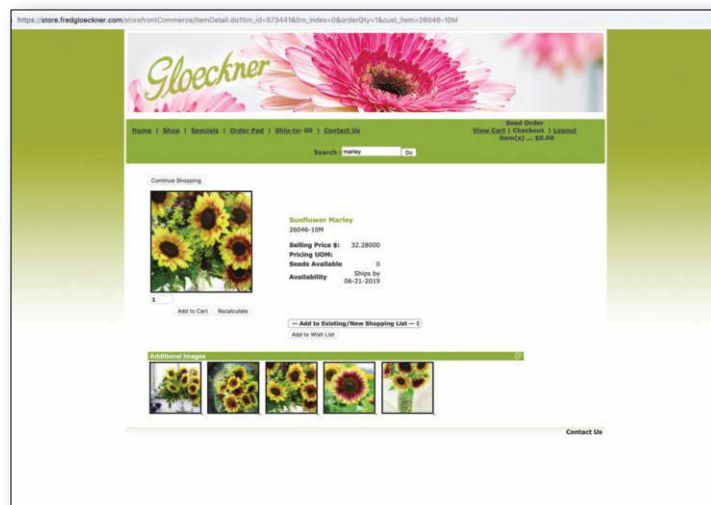 https://store.fredgloeckner.com/storefrontCommerce/itemDetail.do?itm_id=573441&itm_index=0&orderQty=1&cust_item=26046-10M
Gloeckner
Seed Order
Home | Shop | Specials | Order Pad | Ship-to: 00 | Contact Us
View Cart | Checkout | Logout
item(s) ... $0.00
Search : marley Go
Continue Shopping
Sunflower Marley
26046-10M
Selling Price $: 32.28000
Pricing UOM:
Seeds Available 0
Availability Ships by
06-21-2019
1
Add to Cart Recalculate
-- Add to Existing/New Shopping List --
Add to Wish List
Additional Images
Contact Us